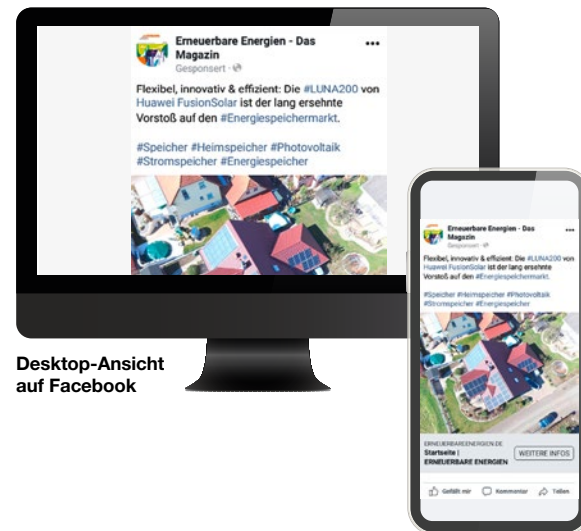 Erneuerbare Energien - Das
Magazin
Gesponsert ·
Flexibel, innovativ & effizient: Die #LUNA200 von
Huawei FusionSolar ist der lang ersehnte
Vorstoß auf den #Energiespeichermarkt.
#Speicher #Heimspeicher #Photovoltaik
#Stromspeicher #Energiespeicher
Desktop-Ansicht
auf Facebook
Erneuerbare Energien - Das
Magazin
Gesponsert ·
Flexibel, innovativ & effizient: Die #LUNA200 von
Huawei FusionSolar ist der lang ersehnte
Vorstoß auf den #Energiespeichermarkt.
#Speicher #Heimspeicher #Photovoltaik
#Stromspeicher #Energiespeicher
ERNEUERBAREENERGIEN.DE
Startseite |
ERNEUERBARE ENERGIEN
WEITERE INFOS
Gefällt mir Kommentar Teilen